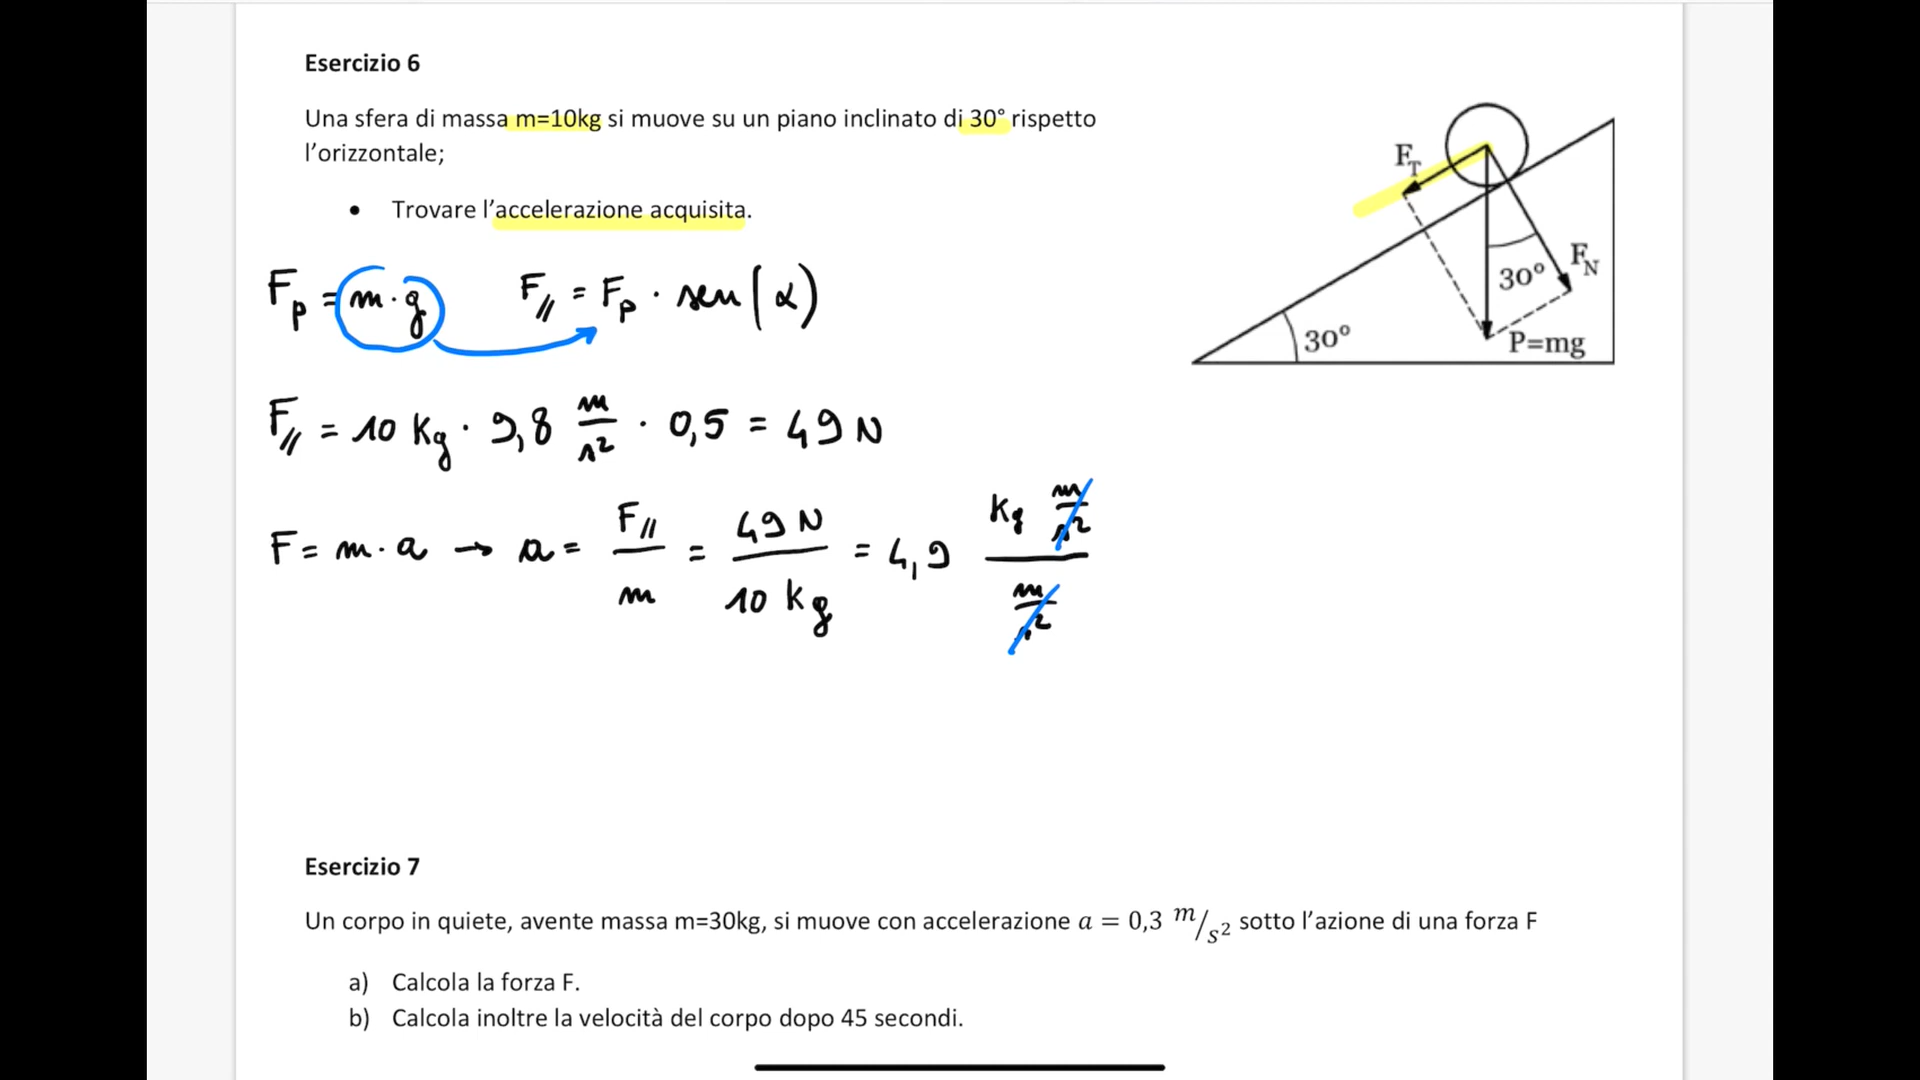 Esercizio 6
Una sfera di massa m=10kg si muove su un piano inclinato di 30° rispetto
l’orizzontale;
• Trovare l’accelerazione acquisita.
F_T
F_N
30°
30°
P=mg
F_p = m·g F_// = F_p · sen(α)
F_// = 10 Kg · 9,8 m/s² · 0,5 = 49 N
F = m·a → a = F_///m = 49 N/10 kg = 4,9 kg m/s² / m/s²
Esercizio 7
Un corpo in quiete, avente massa m=30kg, si muove con accelerazione a = 0,3 m/s² sotto l’azione di una forza F
a) Calcola la forza F.
b) Calcola inoltre la velocità del corpo dopo 45 secondi.